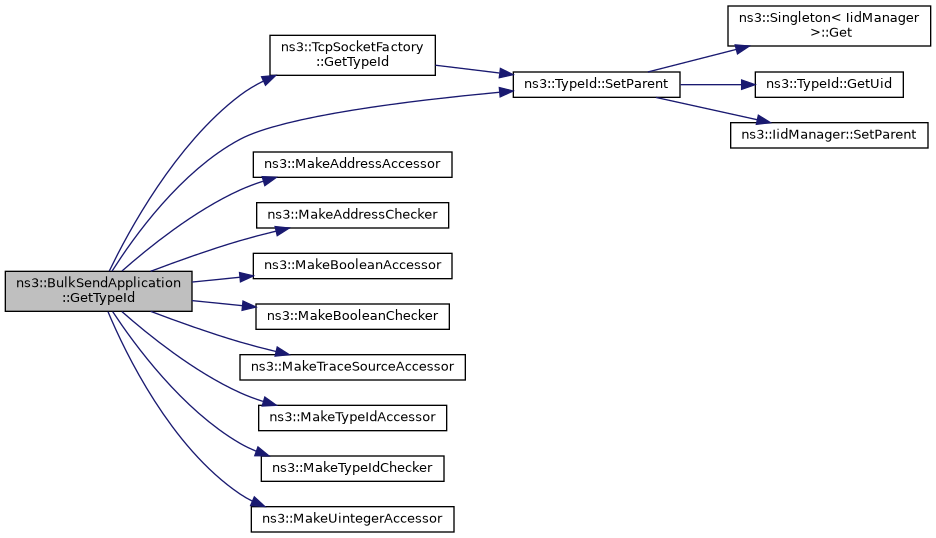 ns3::BulkSendApplication
::GetTypeId
ns3::TcpSocketFactory
::GetTypeId
ns3::TypeId::SetParent
ns3::Singleton< IidManager
>::Get
ns3::TypeId::GetUid
ns3::IidManager::SetParent
ns3::MakeAddressAccessor
ns3::MakeAddressChecker
ns3::MakeBooleanAccessor
ns3::MakeBooleanChecker
ns3::MakeTraceSourceAccessor
ns3::MakeTypeIdAccessor
ns3::MakeTypeIdChecker
ns3::MakeUintegerAccessor